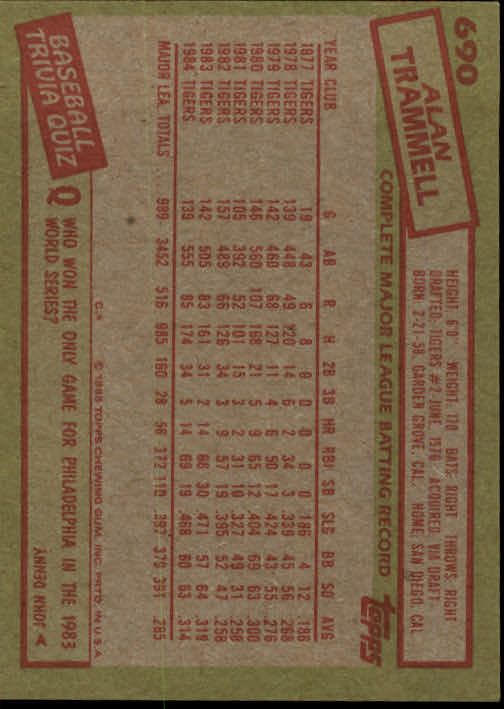 690
ALAN
TRAMMELL
HEIGHT: 6'0" WEIGHT: 170 BATS: RIGHT THROWS: RIGHT
DRAFTED: TIGERS #2-JUNE, 1976 ACQUIRED: VIA DRAFT
BORN: 2-21-58, GARDEN GROVE, CAL. HOME: SAN DIEGO, CAL
COMPLETE MAJOR LEAGUE BATTING RECORD
topps
YEAR CLUB G AB R H 2B 3B HR RBI SB SLG BB SO AVG
1977 TIGERS 19 43 6 8 0 0 0 0 0 .186 4 12 .186
1978 TIGERS 139 448 49 120 14 6 2 34 3 .339 45 56 .268
1979 TIGERS 142 460 68 127 11 4 6 50 17 .424 43 55 .276
1980 TIGERS 146 560 107 168 21 5 9 65 12 .404 69 63 .300
1981 TIGERS 105 392 52 101 15 3 2 31 10 .327 49 31 .258
1982 TIGERS 157 489 66 126 34 3 9 57 19 .395 52 47 .258
1983 TIGERS 142 505 83 161 31 2 14 66 30 .471 57 64 .319
1984 TIGERS 139 555 85 174 34 5 14 69 19 .468 60 63 .314
MAJOR LEA. TOTALS 989 3452 516 985 160 28 56 372 110 .397 379 391 .285
C.* © 1985 TOPPS CHEWING GUM, INC. PRTD. IN U.S.A.
BASEBALL
TRIVIA QUIZ
Q WHO WON THE ONLY GAME FOR PHILADELPHIA IN THE 1983
WORLD SERIES?
A JOHN DENNY